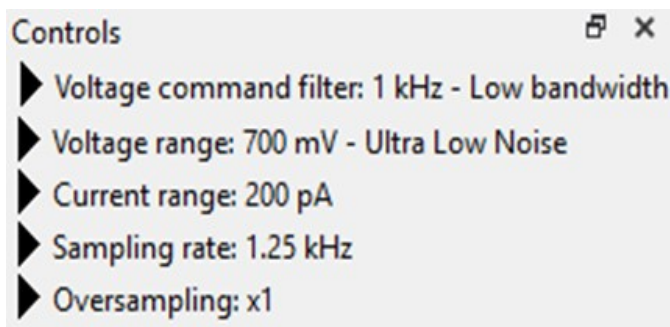 Controls
Voltage command filter: 1 kHz - Low bandwidth
Voltage range: 700 mV - Ultra Low Noise
Current range: 200 pA
Sampling rate: 1.25 kHz
Oversampling: x1